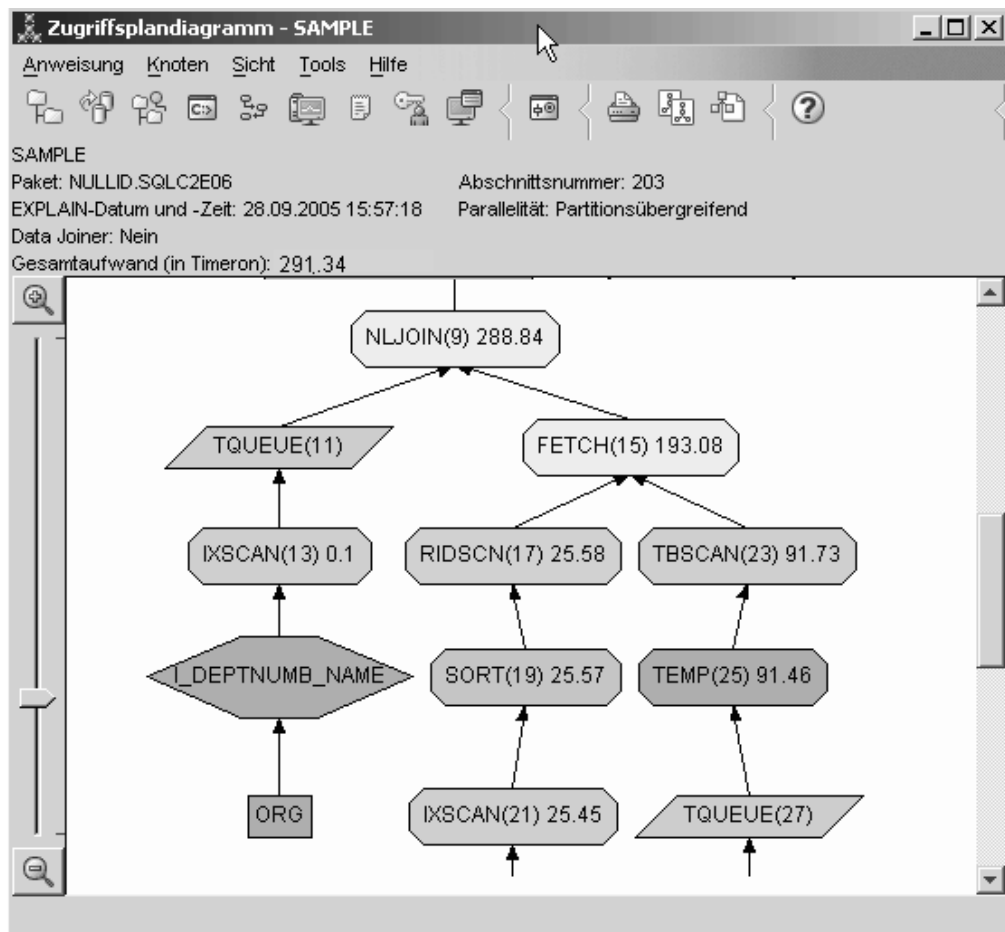 Zugriffsplandiagramm - SAMPLE
Anweisung Knoten Sicht Tools Hilfe
SAMPLE
Paket: NULLID.SQLC2E06 Abschnittsnummer: 203
EXPLAIN-Datum und -Zeit: 28.09.2005 15:57:18 Parallelität: Partitionsübergreifend
Data Joiner: Nein
Gesamtaufwand (in Timeron): 291.34
NLJOIN(9) 288.84
TQUEUE(11) FETCH(15) 193.08
IXSCAN(13) 0.1 RIDSCN(17) 25.58 TBSCAN(23) 91.73
I_DEPTNUMB_NAME SORT(19) 25.57 TEMP(25) 91.46
ORG IXSCAN(21) 25.45 TQUEUE(27)